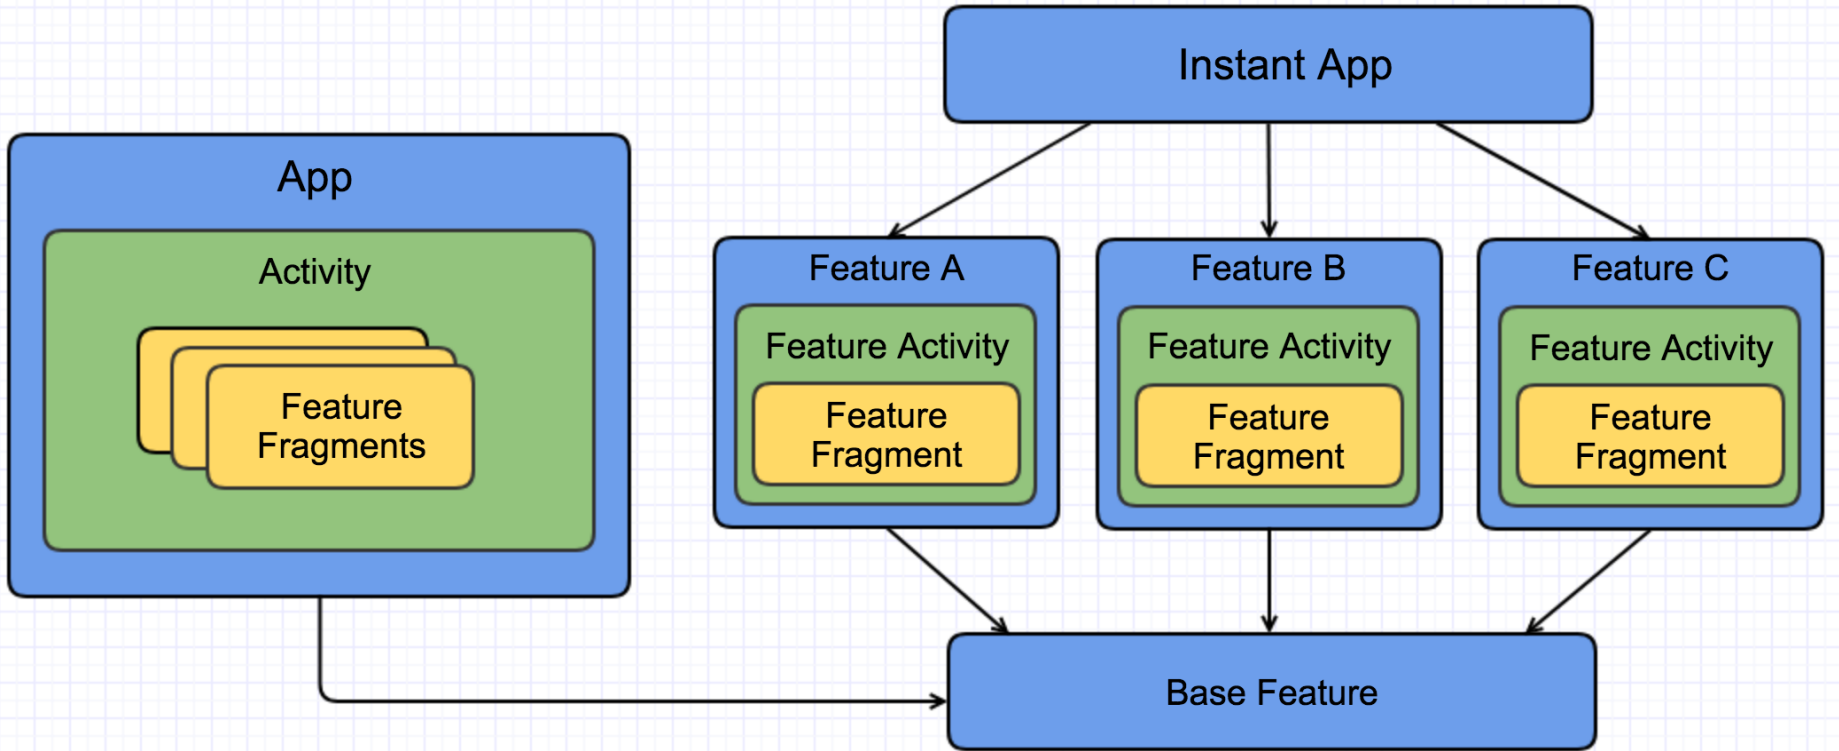 Instant App
App
Activity
Feature
Fragments
Feature A
Feature Activity
Feature
Fragment
Feature B
Feature Activity
Feature
Fragment
Feature C
Feature Activity
Feature
Fragment
Base Feature